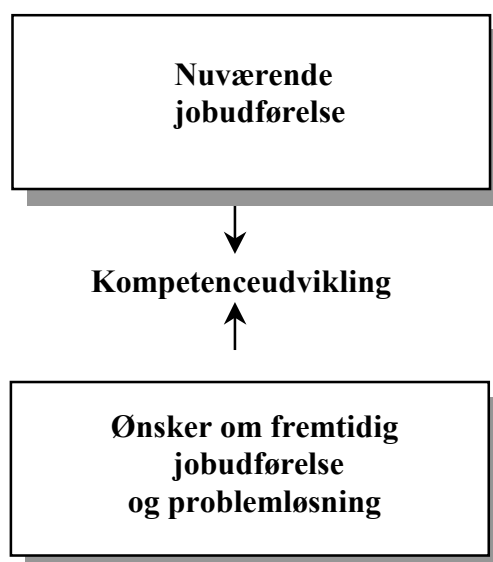 Nuværende
jobudførelse
Kompetenceudvikling
Ønsker om fremtidig
jobudførelse
og problemløsning